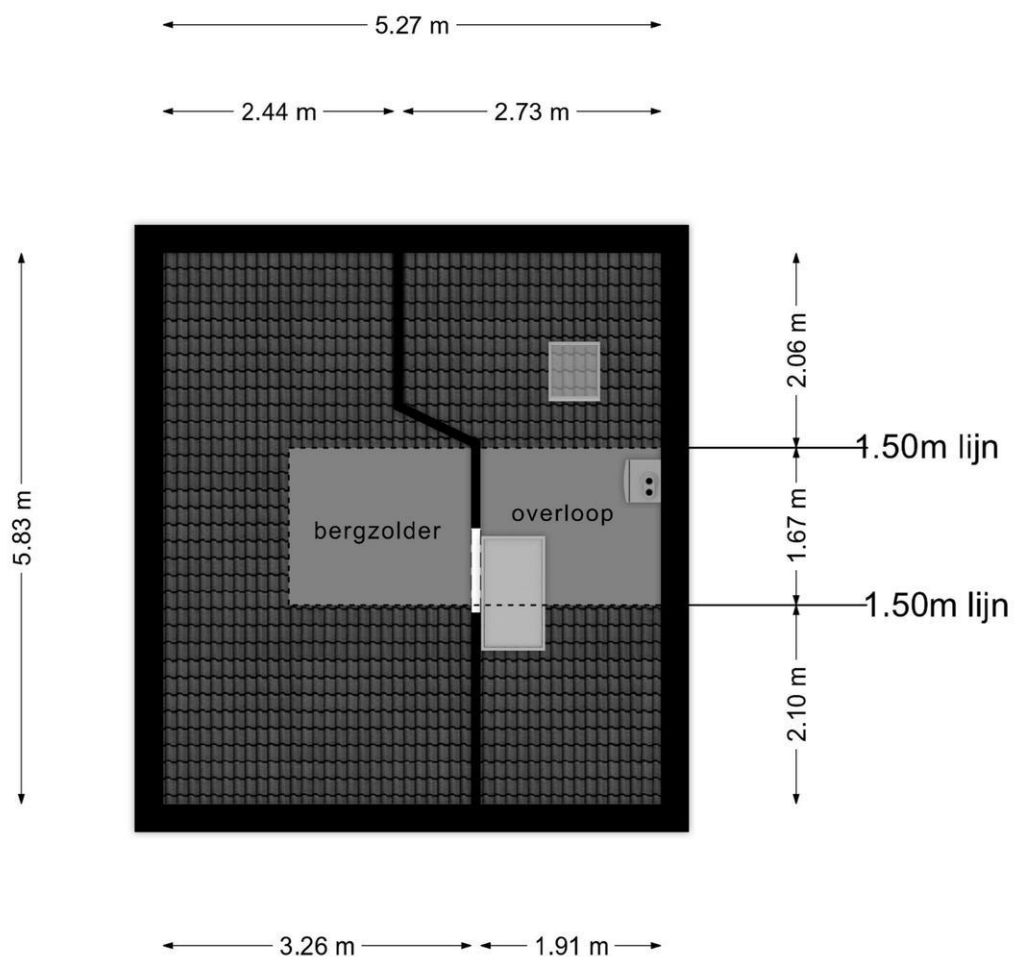 5.27 m
2.44 m
2.73 m
2.06 m
1.50m lijn
5.83 m
1.67 m
overloop
bergzolder
1.50m lijn
2.10 m
3.26 m
1.91 m